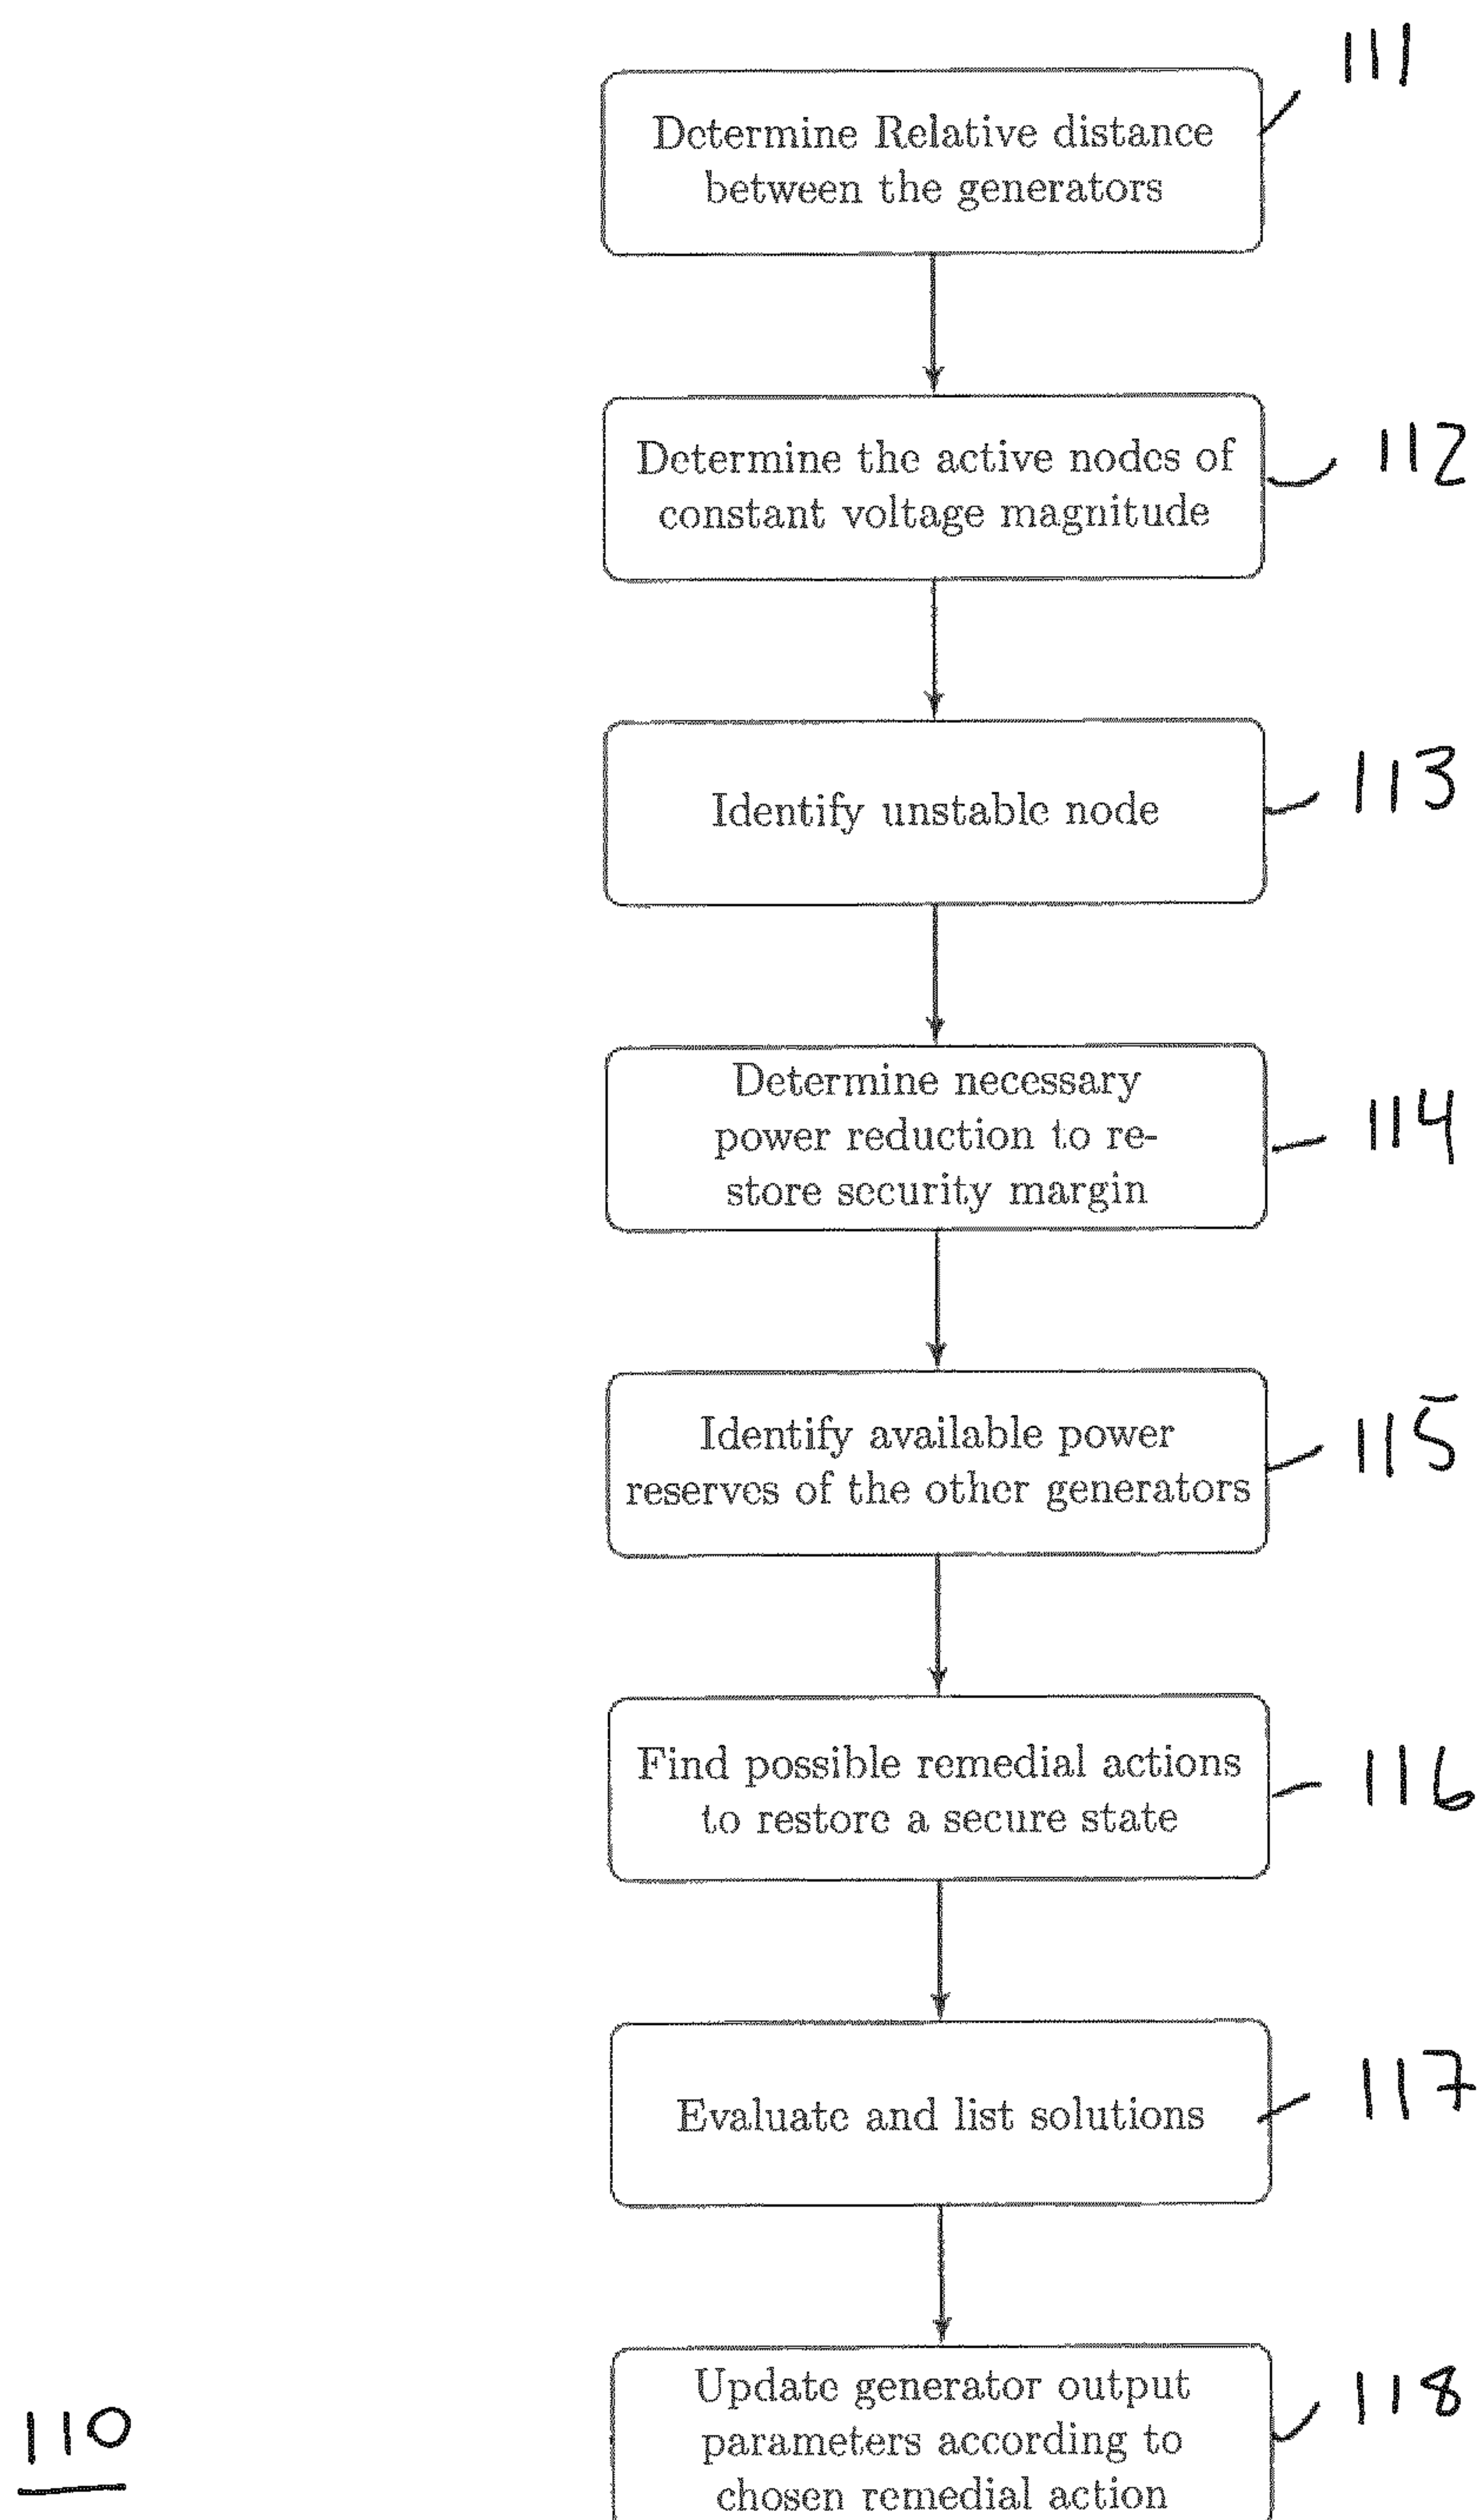 111
Determine Relative distance
between the generators
112
Determine the active nodes of
constant voltage magnitude
113
Identify unstable node
114
Determine necessary
power reduction to re-
store security margin
115
Identify available power
reserves of the other generators
116
Find possible remedial actions
to restore a secure state
117
Evaluate and list solutions
118
Update generator output
parameters according to
chosen remedial action
110